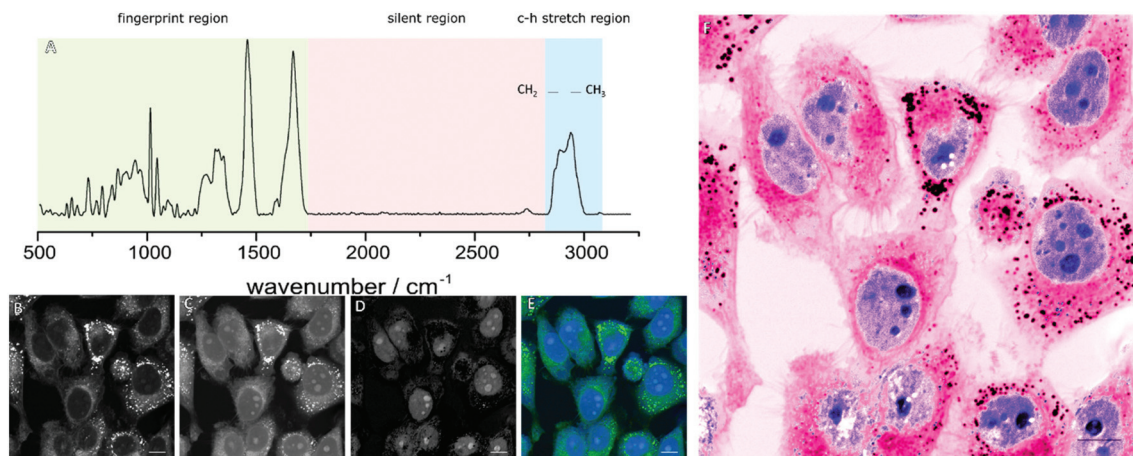 fingerprint region silent region c-h stretch region
A
CH₂ — — CH₃
500 1000 1500 2000 2500 3000
wavenumber / cm⁻¹
B C D E
F